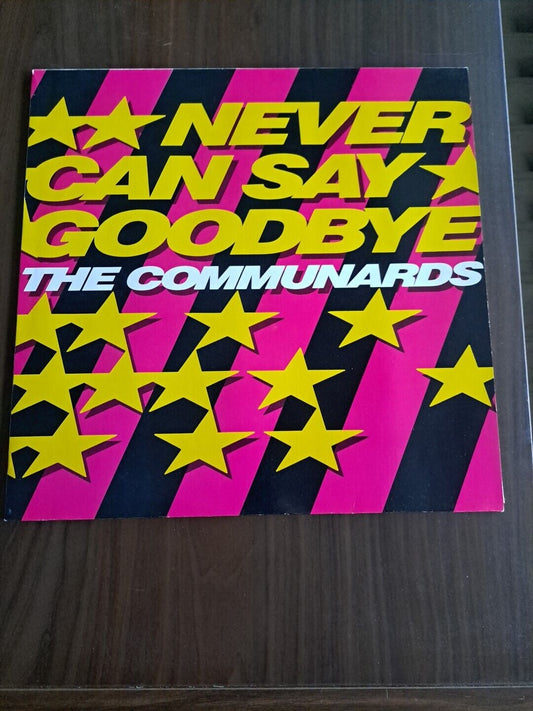 NEVER
CAN SAY
GOODBYE
THE COMMUNARDS